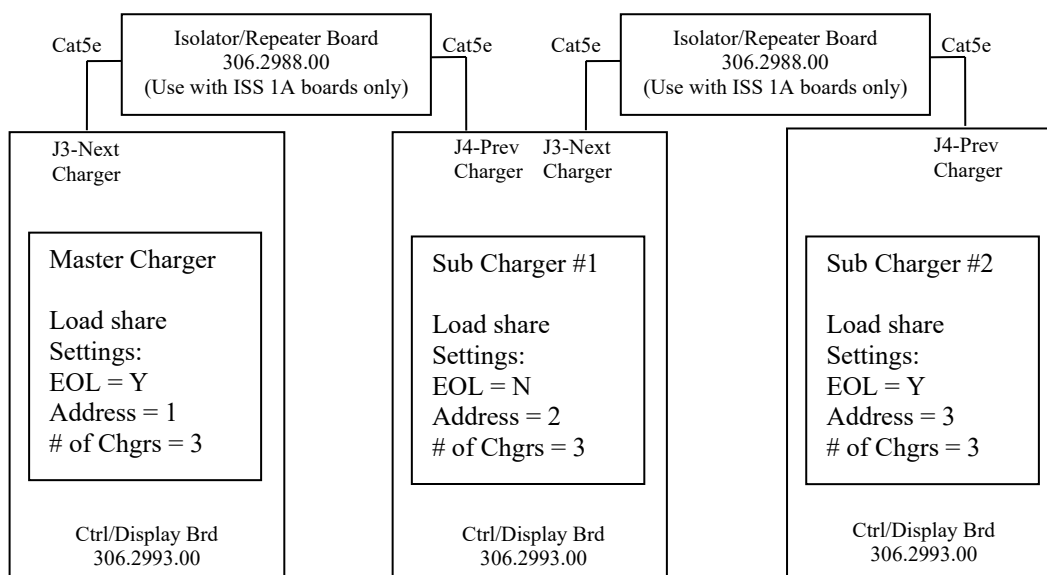 Cat5e
Isolator/Repeater Board
306.2988.00
(Use with ISS 1A boards only)
Cat5e
Cat5e
Isolator/Repeater Board
306.2988.00
(Use with ISS 1A boards only)
Cat5e
J3-Next
Charger
J4-Prev
Charger
J3-Next
Charger
J4-Prev
Charger
Master Charger
Load share
Settings:
EOL = Y
Address = 1
# of Chgrs = 3
Ctrl/Display Brd
306.2993.00
Sub Charger #1
Load share
Settings:
EOL = N
Address = 2
# of Chgrs = 3
Ctrl/Display Brd
306.2993.00
Sub Charger #2
Load share
Settings:
EOL = Y
Address = 3
# of Chgrs = 3
Ctrl/Display Brd
306.2993.00